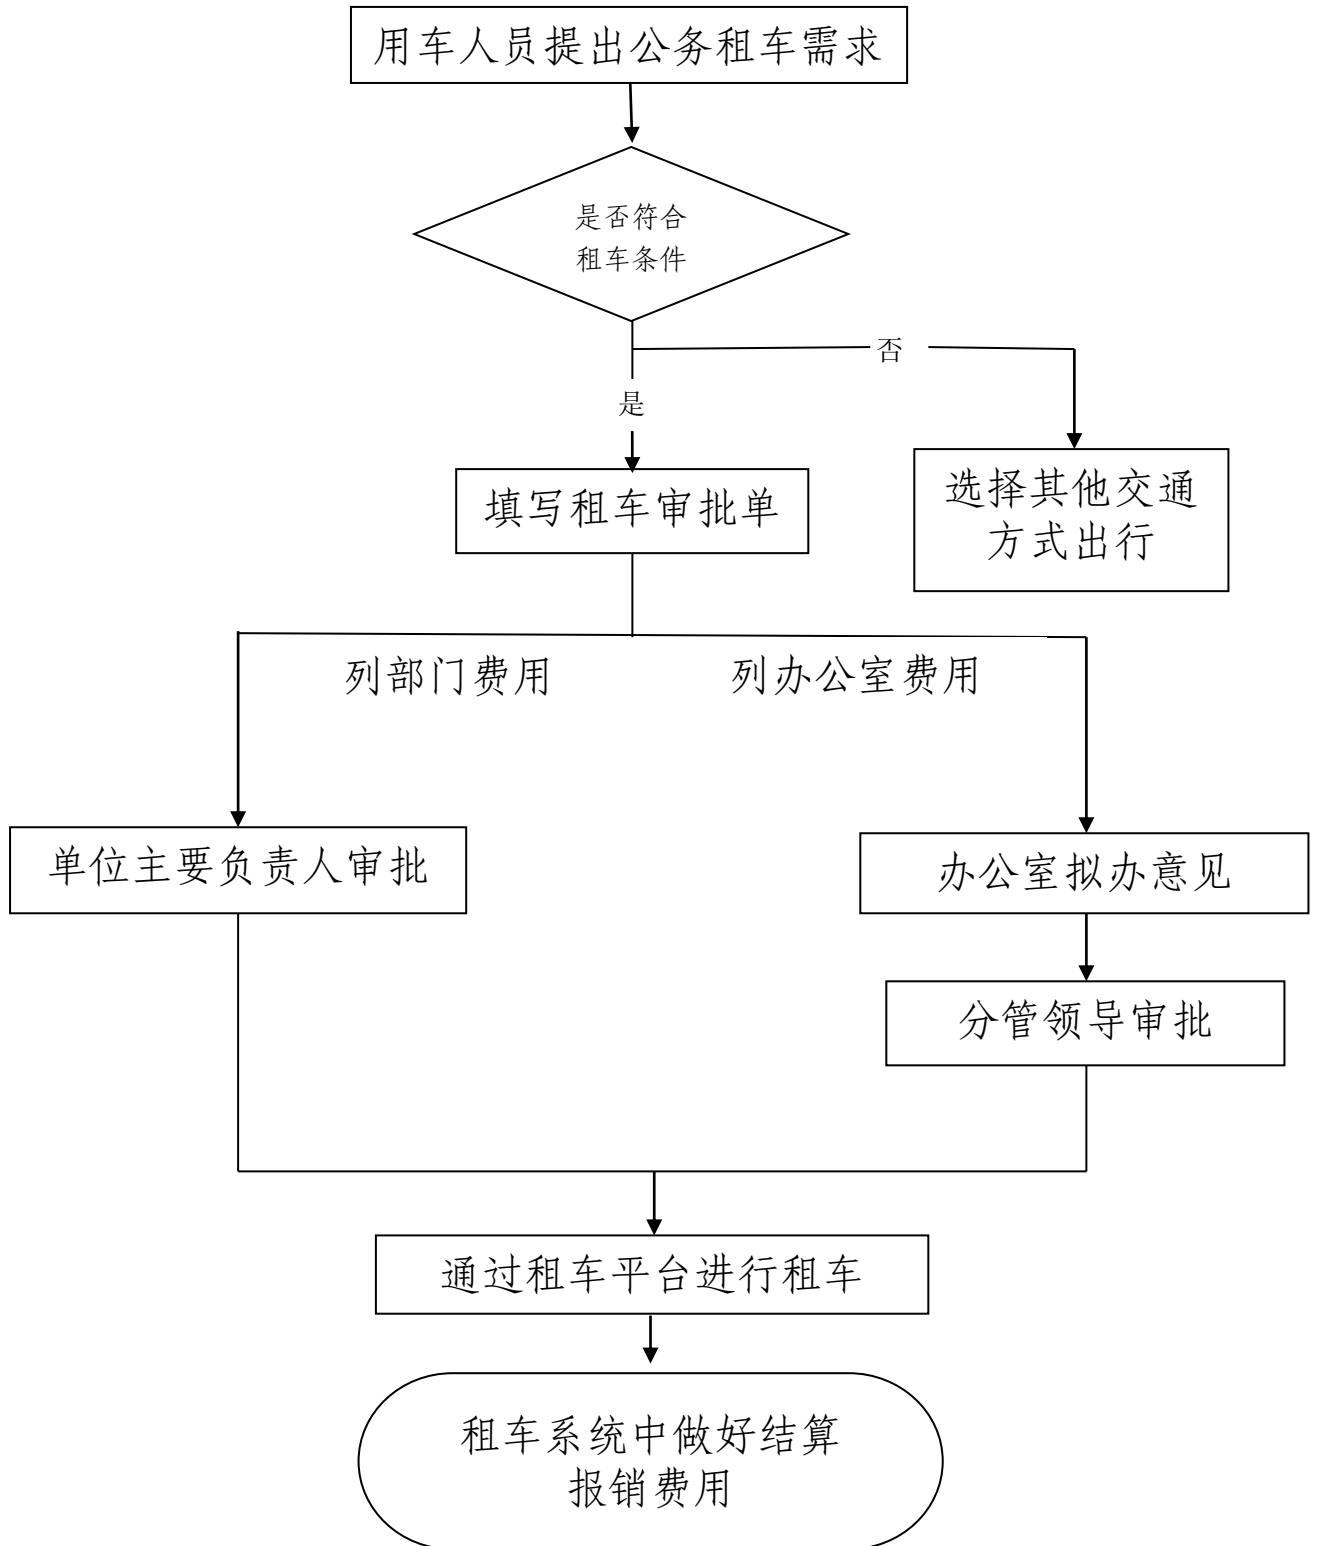 用车人员提出公务租车需求
是否符合
租车条件
否
是
填写租车审批单
选择其他交通
方式出行
列部门费用
列办公室费用
单位主要负责人审批
办公室拟办意见
分管领导审批
通过租车平台进行租车
租车系统中做好结算
报销费用